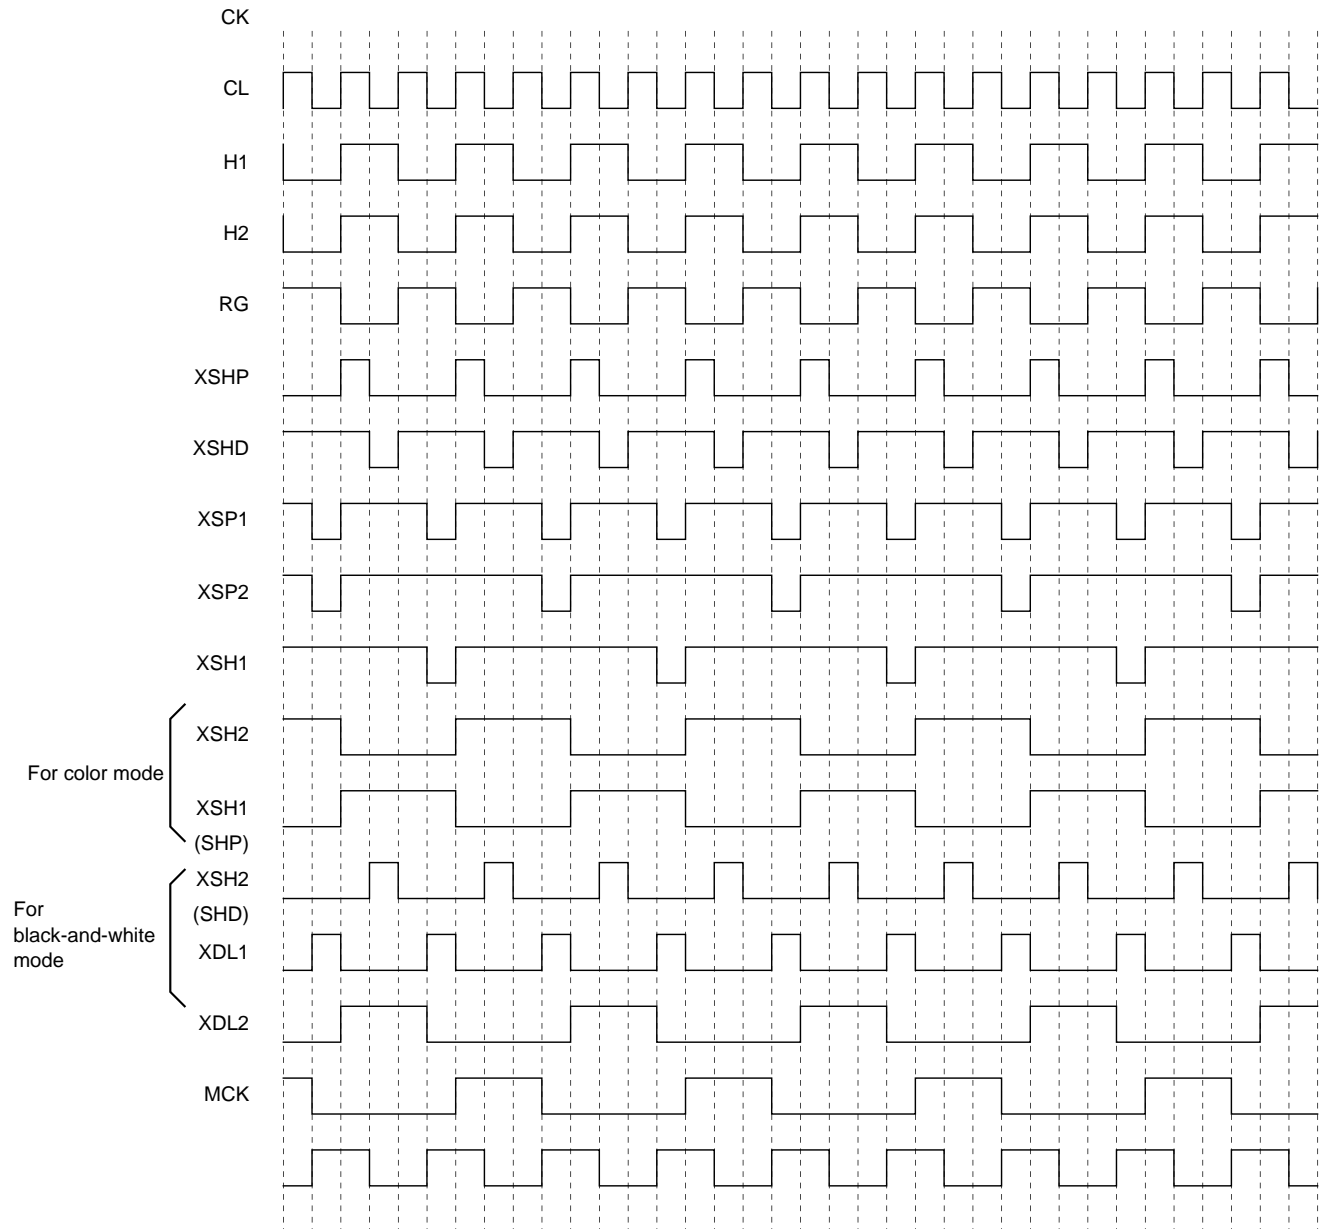 CK
CL
H1
H2
RG
XSHP
XSHD
XSP1
XSP2
XSH1
XSH2
For color mode
XSH1
(SHP)
XSH2
(SHD)
For
black-and-white
mode
XDL1
XDL2
MCK